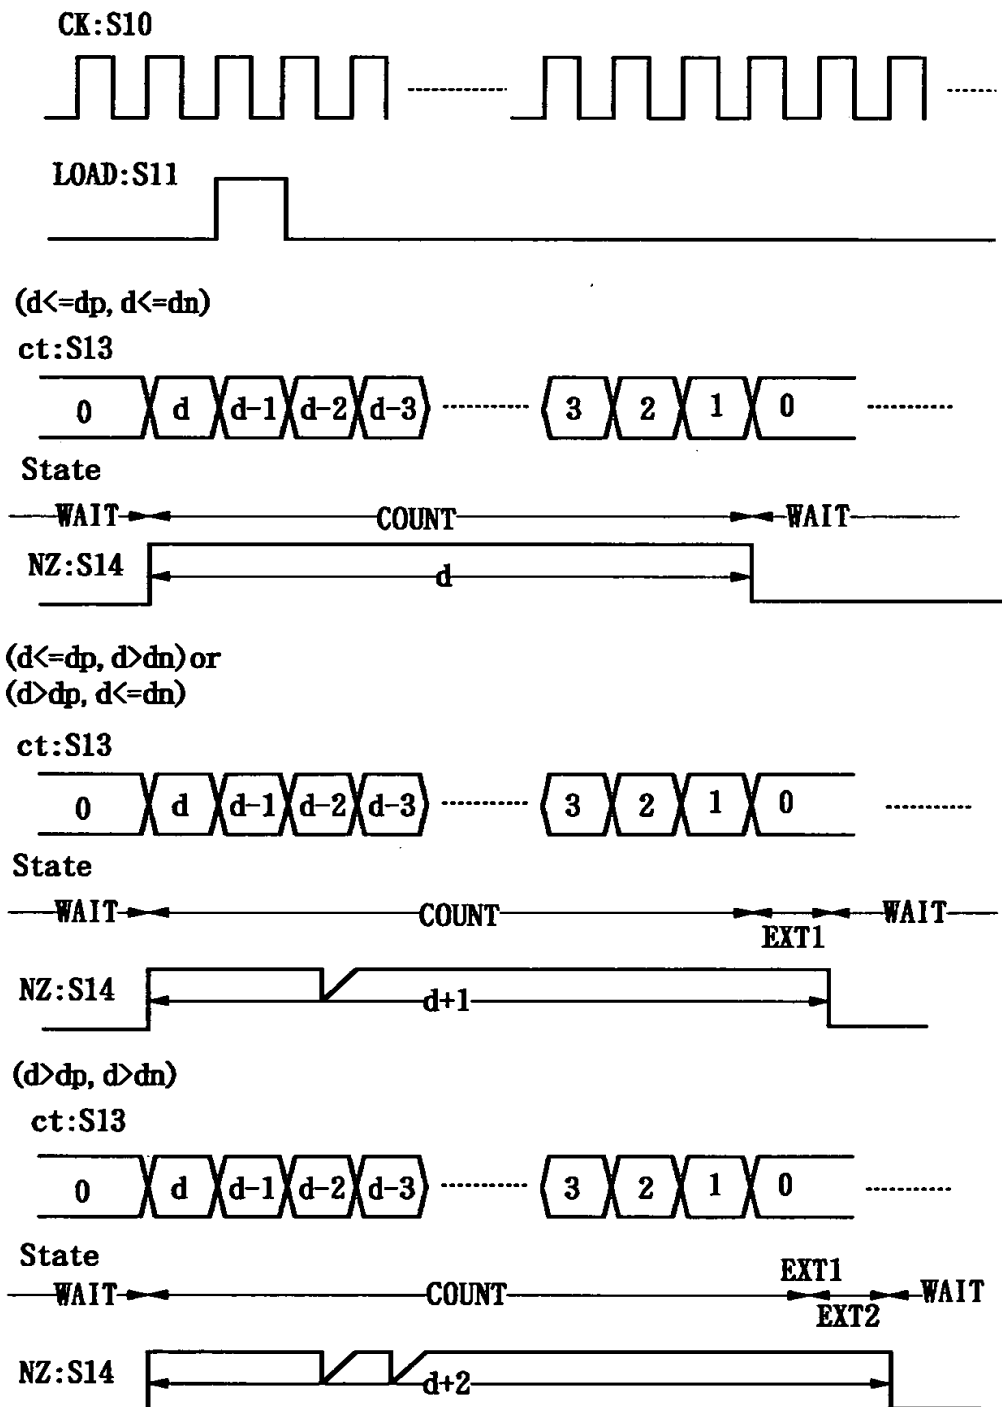 CK:S10
LOAD:S11
(d<=dp, d<=dn)
ct:S13
0 d d-1 d-2 d-3 3 2 1 0
State
WAIT COUNT WAIT
NZ:S14
d
(d<=dp, d>dn) or
(d>dp, d<=dn)
ct:S13
0 d d-1 d-2 d-3 3 2 1 0
State
WAIT COUNT WAIT
EXT1
NZ:S14
d+1
(d>dp, d>dn)
ct:S13
0 d d-1 d-2 d-3 3 2 1 0
State
EXT1
WAIT COUNT WAIT
EXT2
NZ:S14
d+2